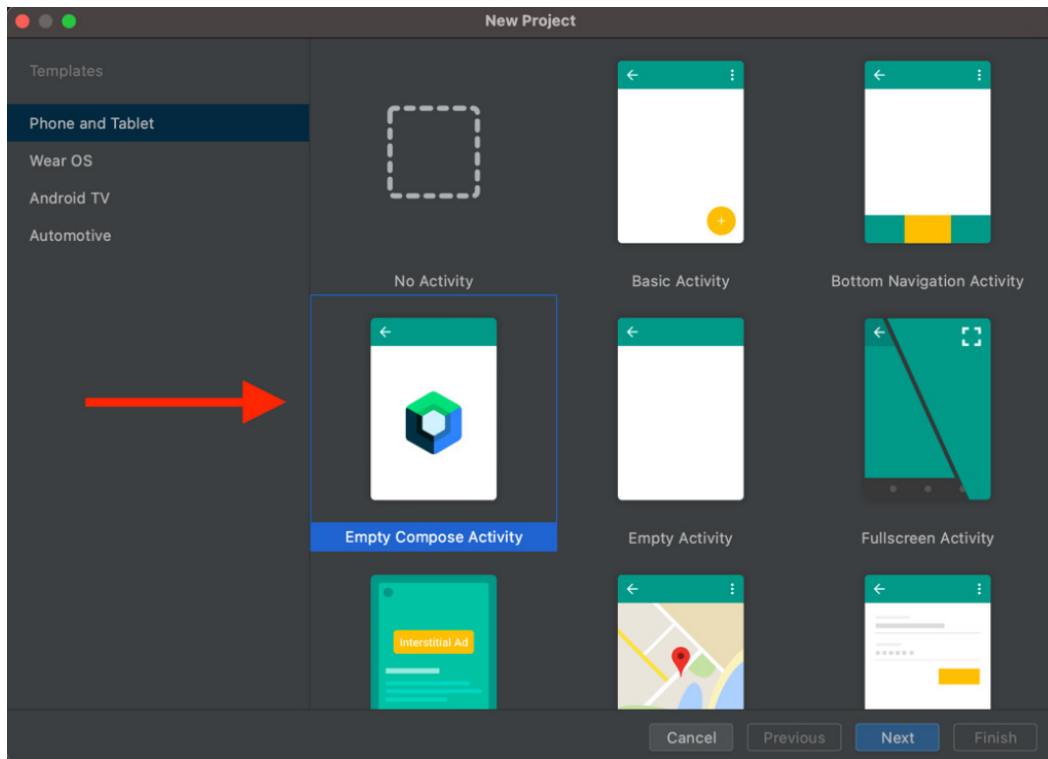 New Project
Templates
Phone and Tablet
Wear OS
Android TV
Automotive
No Activity
Basic Activity
Bottom Navigation Activity
Empty Compose Activity
Empty Activity
Fullscreen Activity
Interstitial Ad
Cancel
Previous
Next
Finish